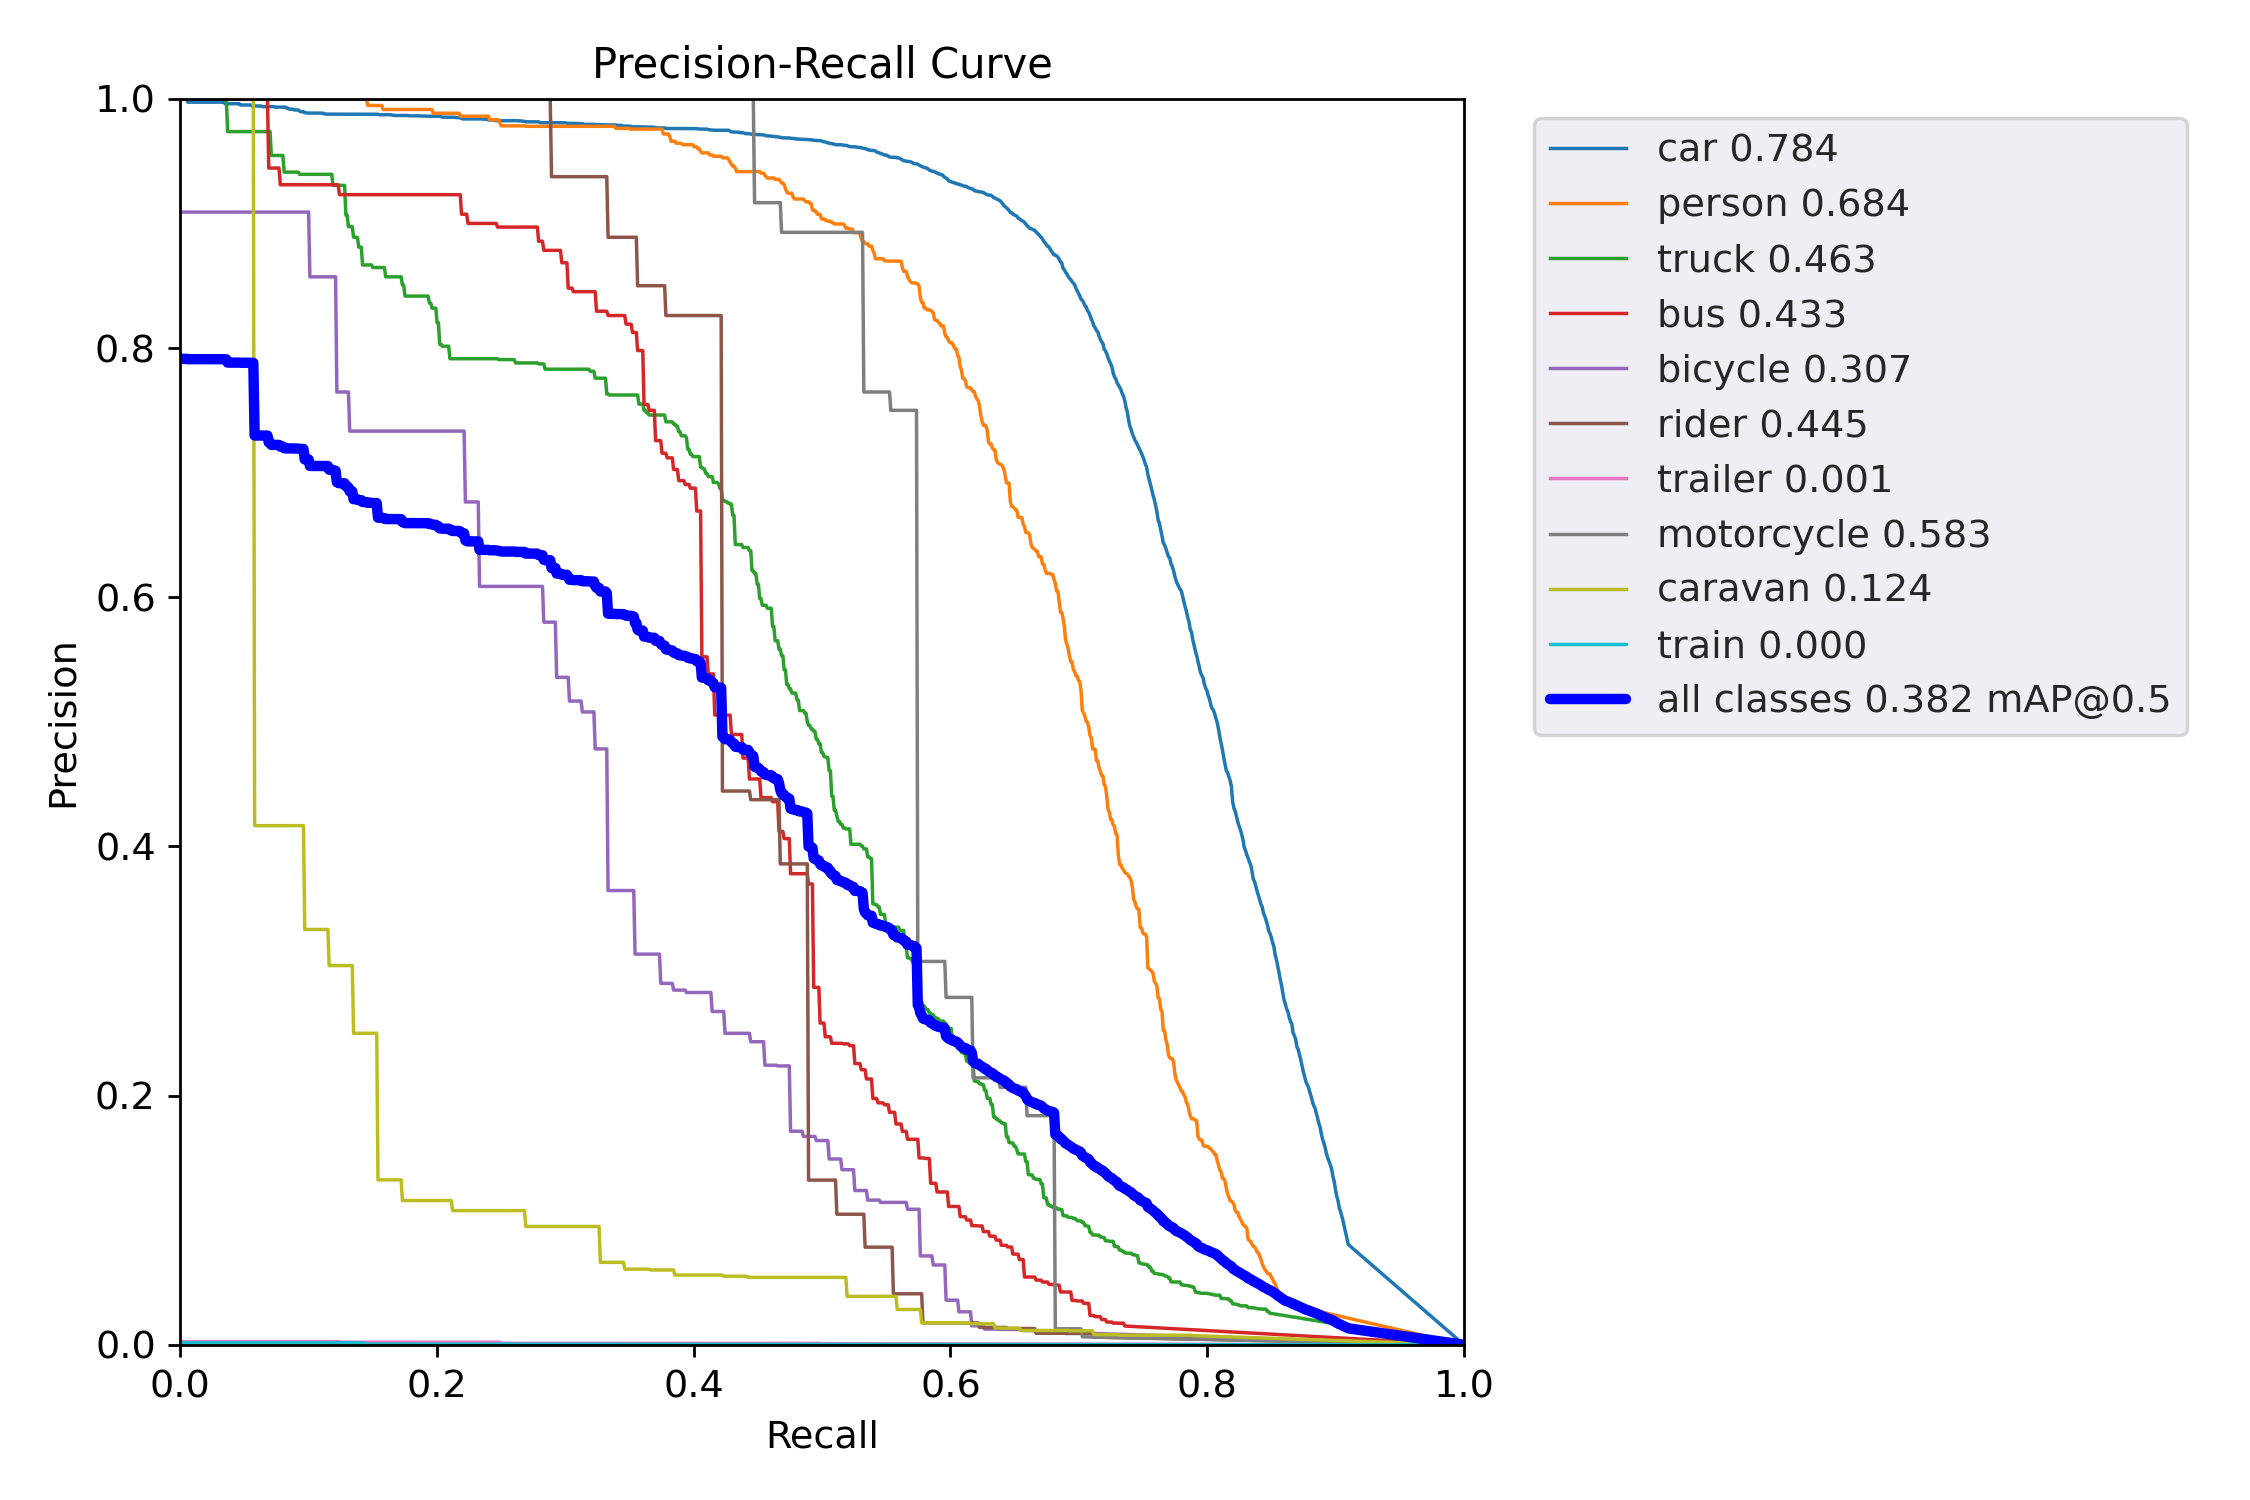 Precision-Recall Curve
1.0
0.8
0.6
0.4
0.2
0.0
Precision
0.0 0.2 0.4 0.6 0.8 1.0
Recall
car 0.784
person 0.684
truck 0.463
bus 0.433
bicycle 0.307
rider 0.445
trailer 0.001
motorcycle 0.583
caravan 0.124
train 0.000
all classes 0.382 mAP@0.5